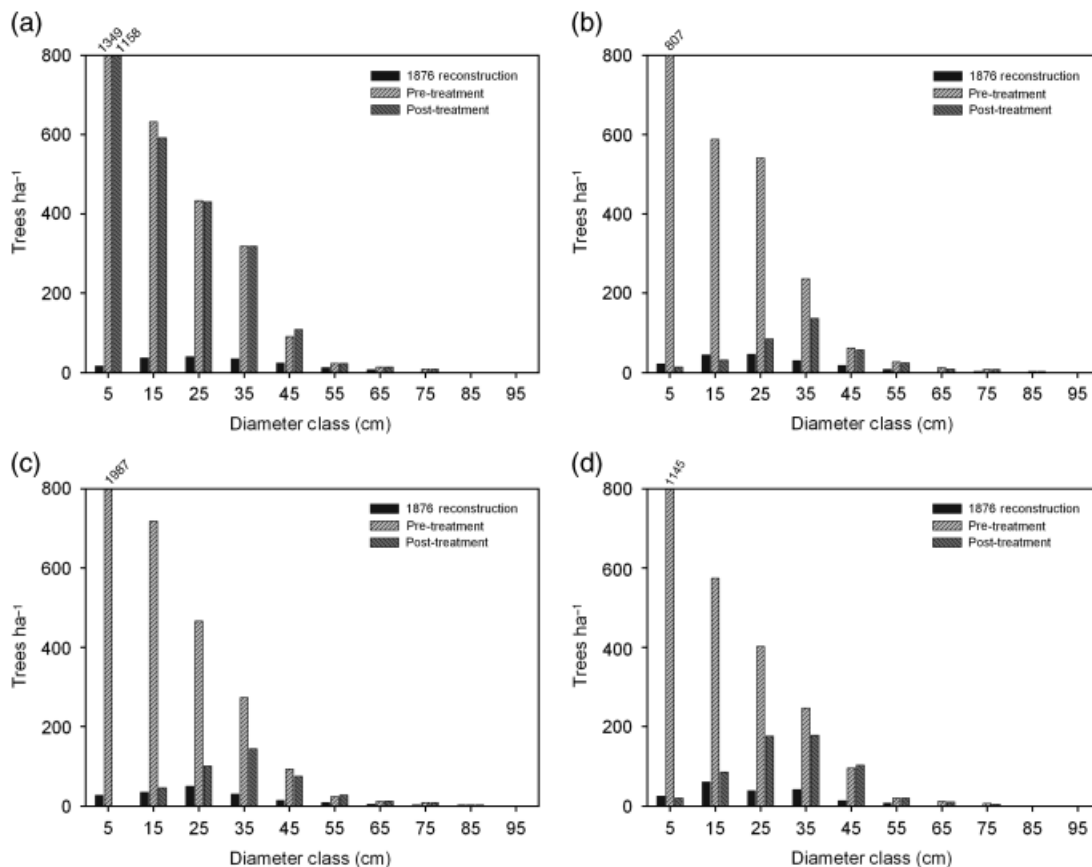 (a)
1349
1158
800
600
400
200
0
Trees ha⁻¹
1876 reconstruction
Pre-treatment
Post-treatment
5 15 25 35 45 55 65 75 85 95
Diameter class (cm)
(b)
807
800
600
400
200
0
Trees ha⁻¹
1876 reconstruction
Pre-treatment
Post-treatment
5 15 25 35 45 55 65 75 85 95
Diameter class (cm)
(c)
1987
800
600
400
200
0
Trees ha⁻¹
1876 reconstruction
Pre-treatment
Post-treatment
5 15 25 35 45 55 65 75 85 95
Diameter class (cm)
(d)
1145
800
600
400
200
0
Trees ha⁻¹
1876 reconstruction
Pre-treatment
Post-treatment
5 15 25 35 45 55 65 75 85 95
Diameter class (cm)